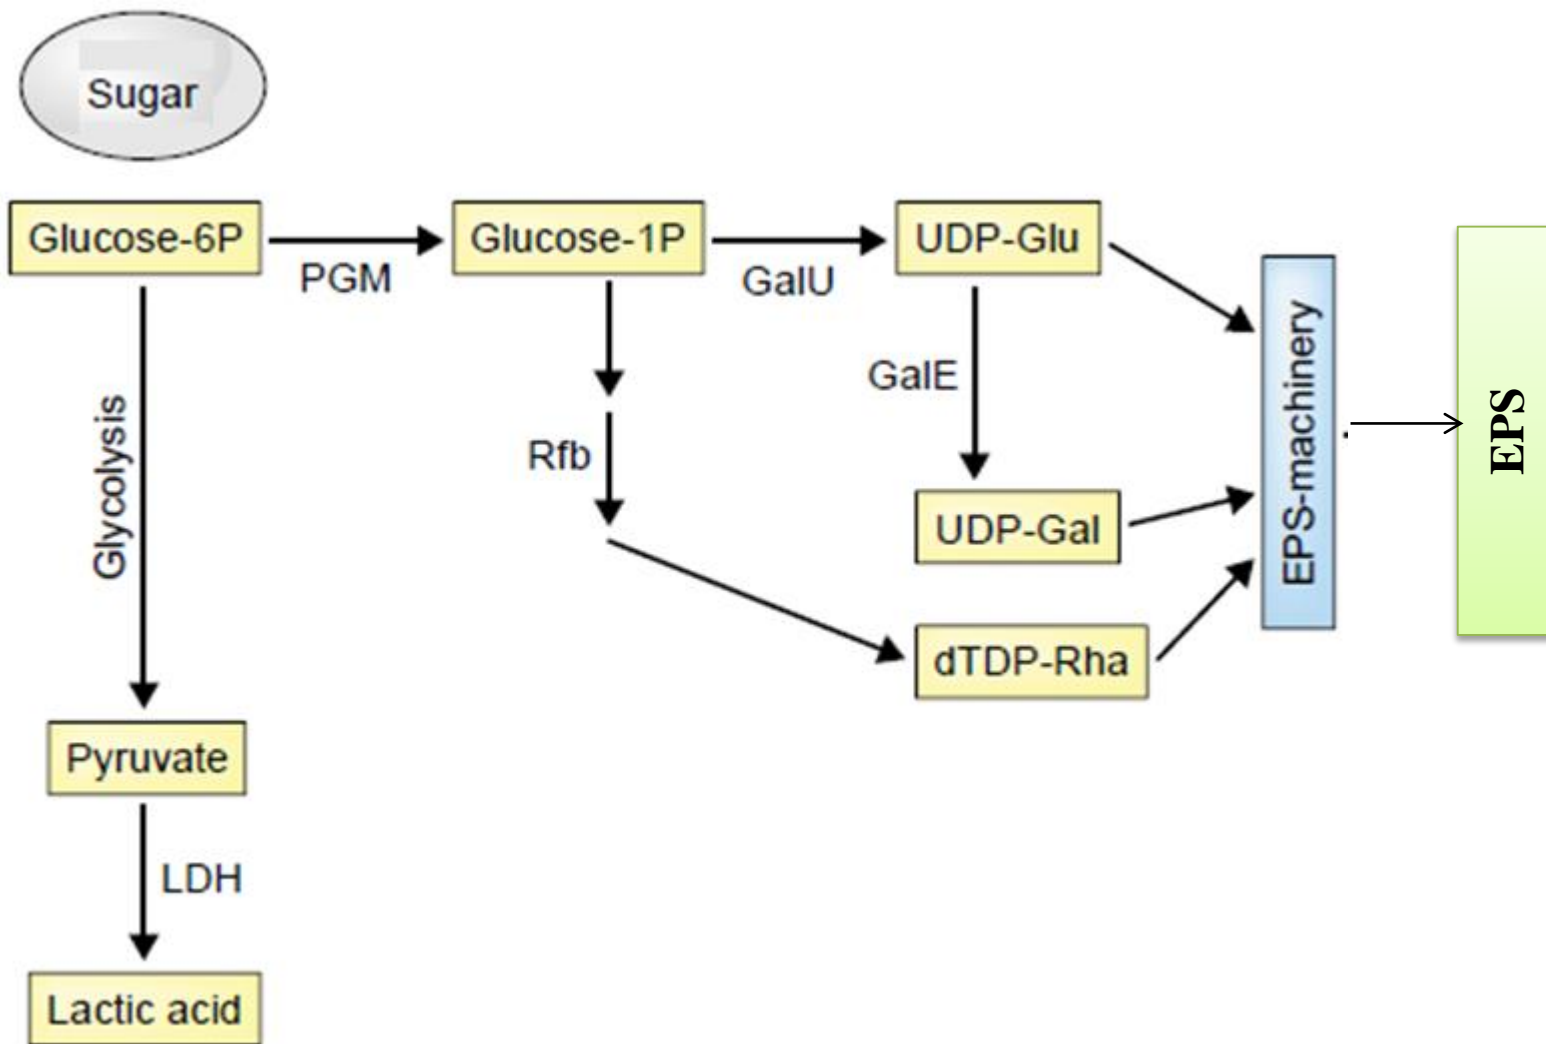 Sugar
Glucose-6P
PGM
Glucose-1P
GalU
UDP-Glu
GalE
Rfb
Glycolysis
UDP-Gal
dTDP-Rha
EPS-machinery
EPS
Pyruvate
LDH
Lactic acid